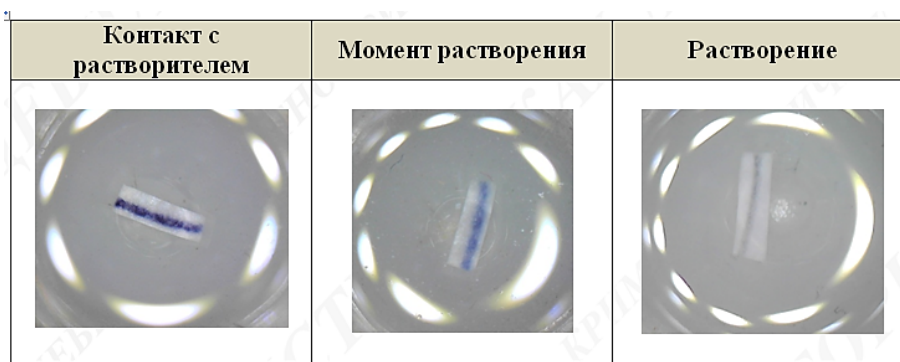 Контакт с
растворителем
Момент растворения
Растворение